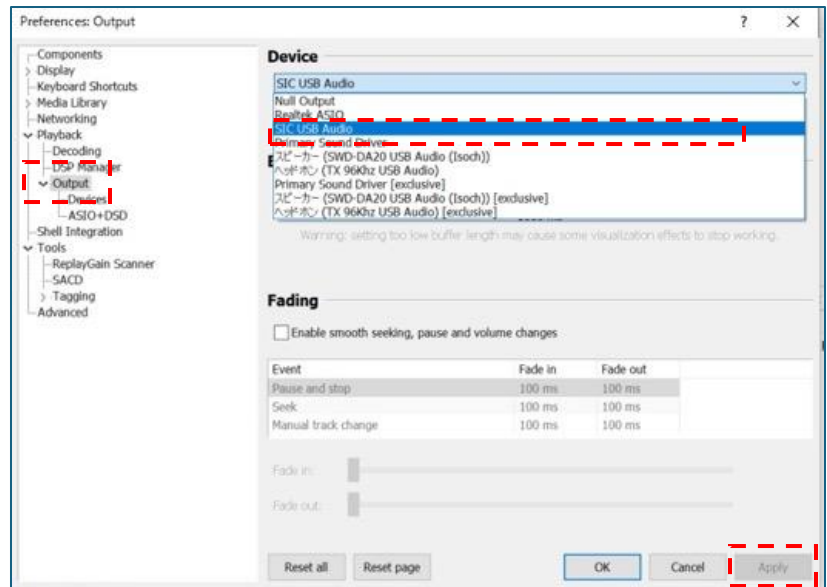 Preferences: Output
? ×
Components
Display
Keyboard Shortcuts
Media Library
Networking
Playback
Decoding
DSP Manager
Output
Devices
ASIO+DSD
Shell Integration
Tools
ReplayGain Scanner
SACD
Tagging
Advanced
Device
SIC USB Audio
Null Output
Realtek ASIO
SIC USB Audio
Primary Sound Driver
スピーカー (SWD-DA20 USB Audio (Isoch))
ヘッドホン (TX 96Khz USB Audio)
Primary Sound Driver [exclusive]
スピーカー (SWD-DA20 USB Audio (Isoch)) [exclusive]
ヘッドホン (TX 96Khz USB Audio) [exclusive]
Warning: setting too low buffer length may cause some visualization effects to stop working.
Fading
Enable smooth seeking, pause and volume changes
Event Fade in Fade out
Pause and stop 100 ms 100 ms
Seek 100 ms 100 ms
Manual track change 100 ms 100 ms
Fade in:
Fade out:
Reset all Reset page OK Cancel Apply